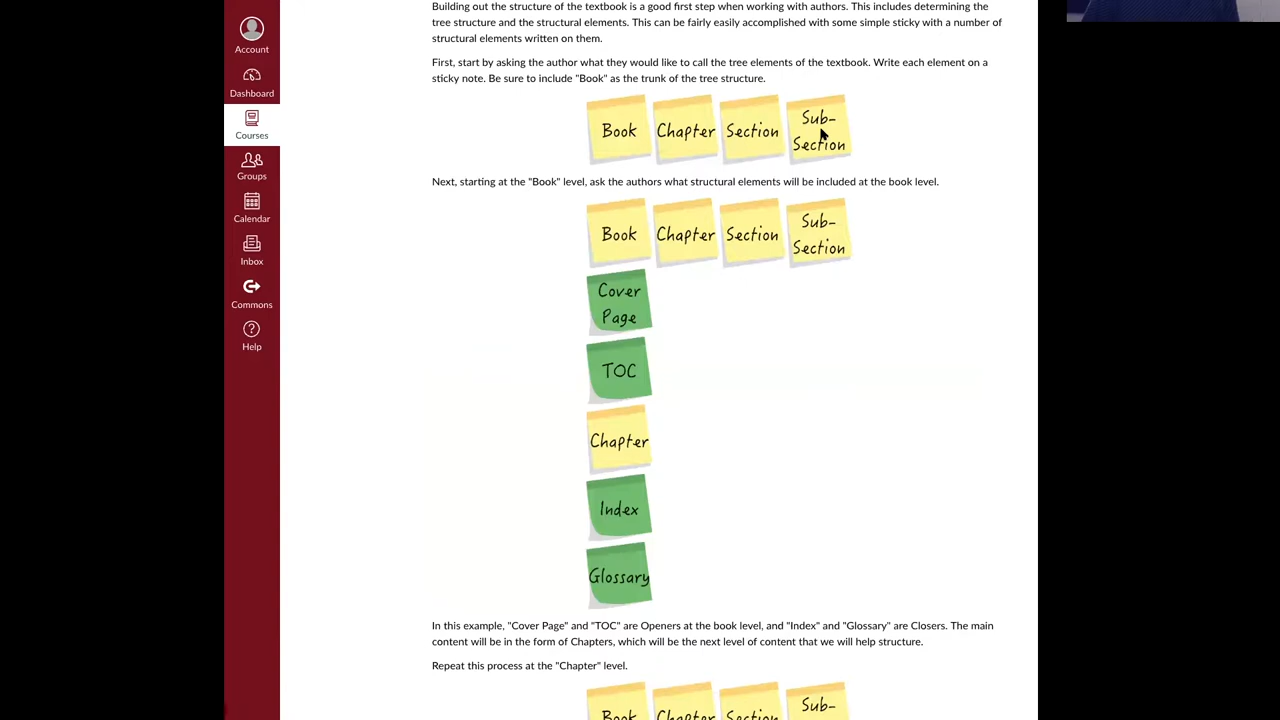 Account
Dashboard
Courses
Groups
Calendar
Inbox
Commons
Help
Building out the structure of the textbook is a good first step when working with authors. This includes determining the
tree structure and the structural elements. This can be fairly easily accomplished with some simple sticky with a number of
structural elements written on them.
First, start by asking the author what they would like to call the tree elements of the textbook. Write each element on a
sticky note. Be sure to include "Book" as the trunk of the tree structure.
Book Chapter Section Sub-
Section
Next, starting at the "Book" level, ask the authors what structural elements will be included at the book level.
Book Chapter Section Sub-
Section
Cover
Page
TOC
Chapter
Index
Glossary
In this example, "Cover Page" and "TOC" are Openers at the book level, and "Index" and "Glossary" are Closers. The main
content will be in the form of Chapters, which will be the next level of content that we will help structure.
Repeat this process at the "Chapter" level.
Book Chapter Section Sub-